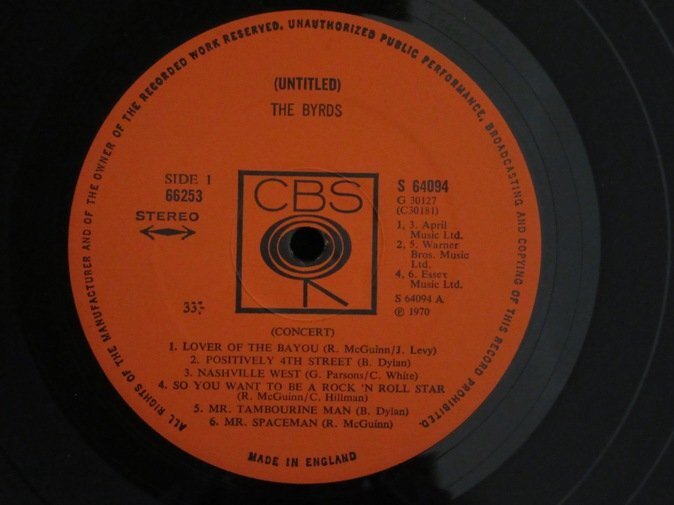 ALL RIGHTS OF THE MANUFACTURER AND OF THE OWNER OF THE RECORDED WORK RESERVED. UNAUTHORIZED PUBLIC PERFORMANCE, BROADCASTING AND COPYING OF THIS RECORD PROHIBITED.
(UNTITLED)
THE BYRDS
SIDE 1
66253
STEREO
33
CBS
S 64094
G 30127
(C30181)
1, 3. April
Music Ltd.
2, 5. Warner
Bros. Music
Ltd.
4, 6. Essex
Music Ltd.
S 64094 A
℗ 1970
(CONCERT)
1. LOVER OF THE BAYOU (R. McGuinn/J. Levy)
2. POSITIVELY 4TH STREET (B. Dylan)
3. NASHVILLE WEST (G. Parsons/C. White)
4. SO YOU WANT TO BE A ROCK 'N ROLL STAR
(R. McGuinn/C. Hillman)
5. MR. TAMBOURINE MAN (B. Dylan)
6. MR. SPACEMAN (R. McGuinn)
MADE IN ENGLAND